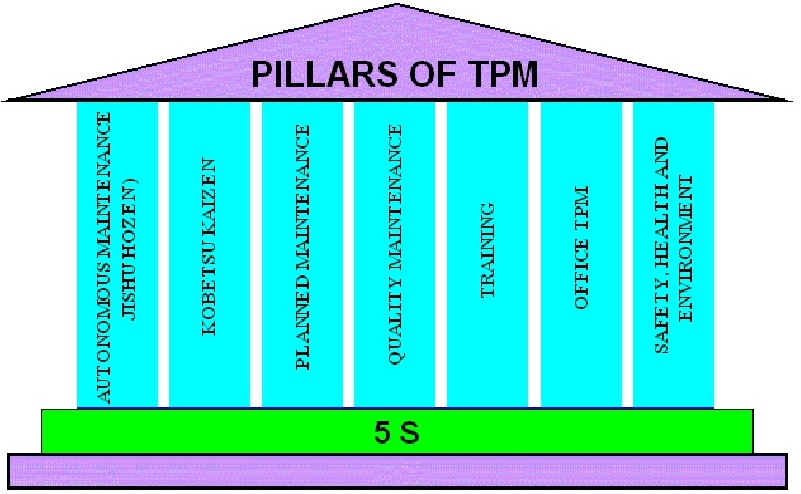 PILLARS OF TPM
AUTONOMOUS MAINTENANCE
JISHU HOZEN)
KOBETSU KAIZEN
PLANNED MAINTENANCE
QUALITY MAINTENANCE
TRAINING
OFFICE TPM
SAFETY, HEALTH AND
ENVIRONMENT
5 S